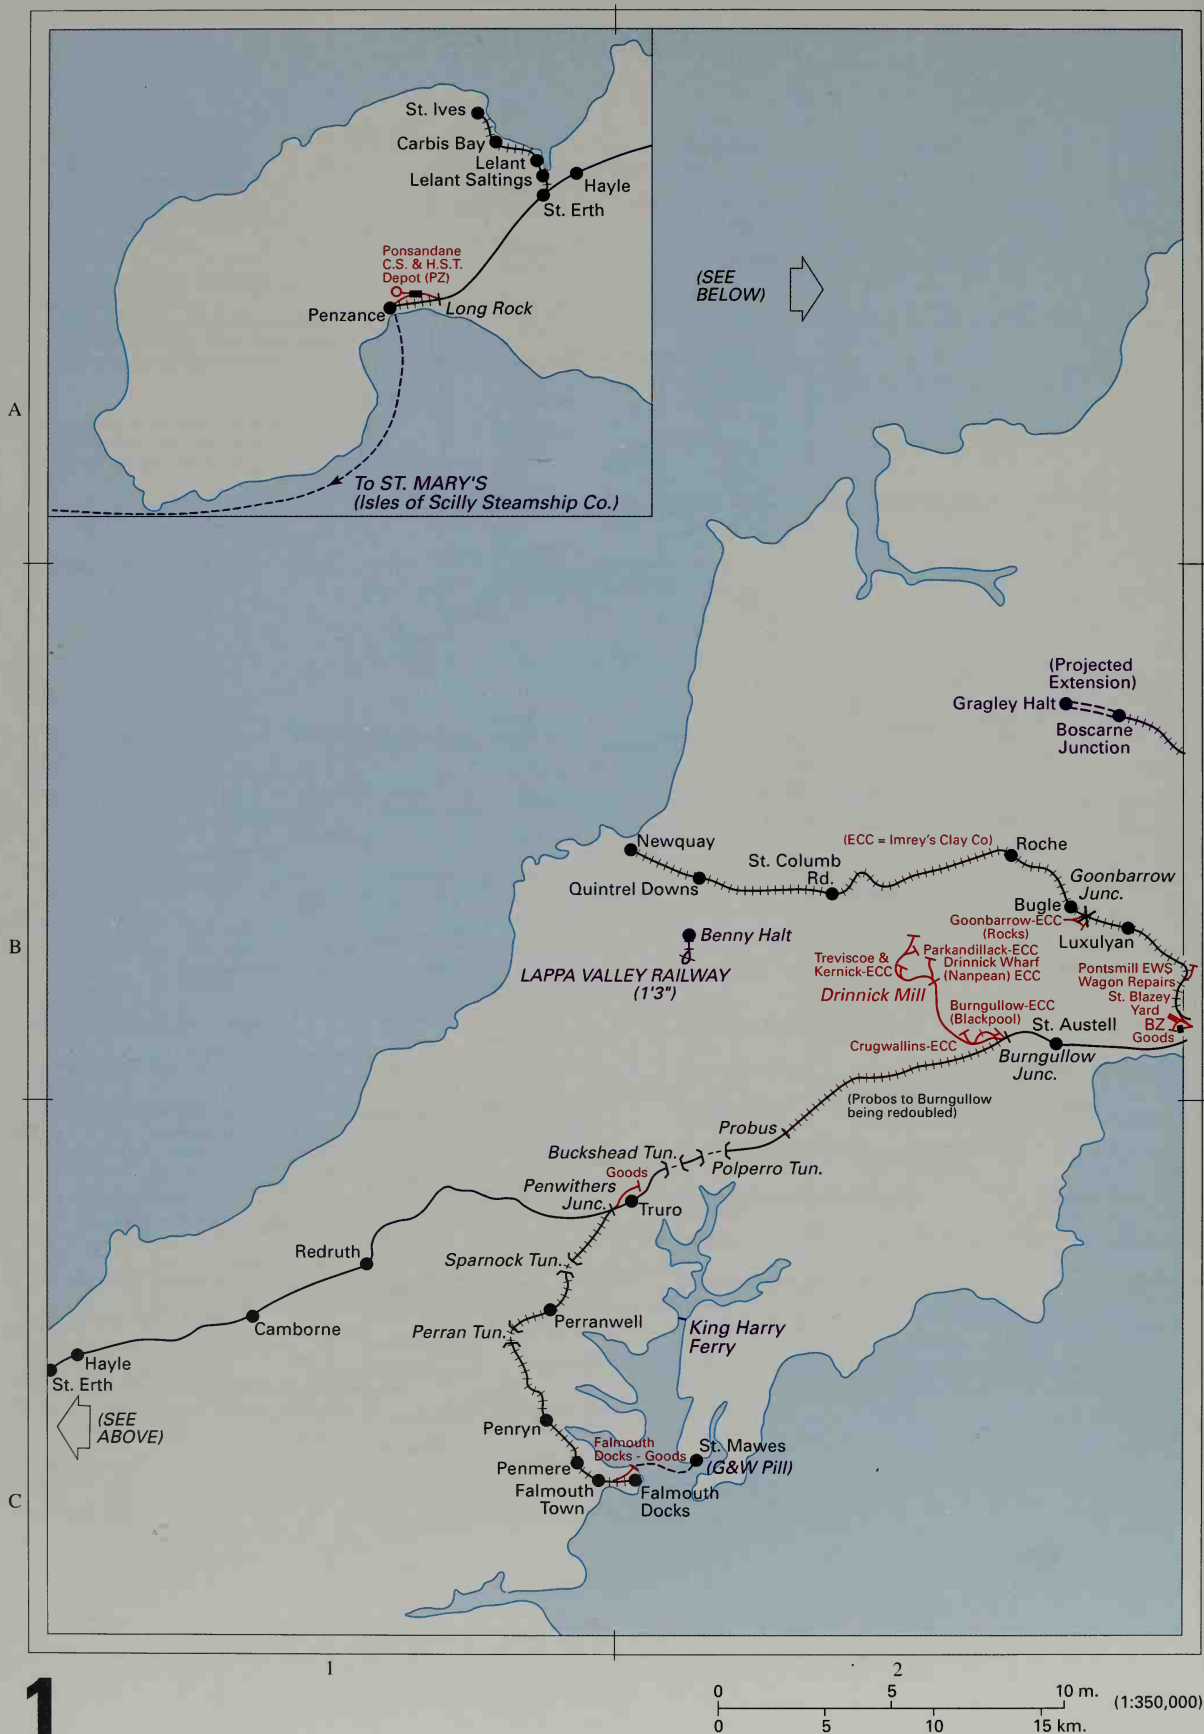 St. Ives
Carbis Bay
Lelant
Lelant Saltings
Hayle
St. Erth
Ponsandane
C.S. & H.S.T.
Depot (PZ)
Penzance
Long Rock
(SEE
BELOW)
A
To ST. MARY'S
(Isles of Scilly Steamship Co.)
(Projected
Extension)
Gragley Halt
Boscarne
Junction
Newquay
Quintrel Downs
St. Columb
Rd.
(ECC = Imrey's Clay Co)
Roche
Goonbarrow
Junc.
Bugle
Goonbarrow-ECC
(Rocks)
Luxulyan
B
Benny Halt
LAPPA VALLEY RAILWAY
(1'3")
Treviscoe &
Kernick-ECC
Parkandillack-ECC
Drinnick Wharf
(Nanpean) ECC
Drinnick Mill
Pontsmill EWS
Wagon Repairs
St. Blazey
Yard
BZ
Goods
Burngullow-ECC
(Blackpool)
St. Austell
Crugwallins-ECC
Burngullow
Junc.
(Probos to Burngullow
being redoubled)
Probus
Buckshead Tun.
Polperro Tun.
Goods
Penwithers
Junc.
Truro
Redruth
Sparnock Tun.
Camborne
Perranwell
Perran Tun.
King Harry
Ferry
Hayle
St. Erth
(SEE
ABOVE)
Penryn
Falmouth
Docks - Goods
St. Mawes
(G&W Pill)
Penmere
Falmouth
Town
Falmouth
Docks
C
1
2
1
0
5
10 m.
(1:350,000)
0
5
10
15 km.